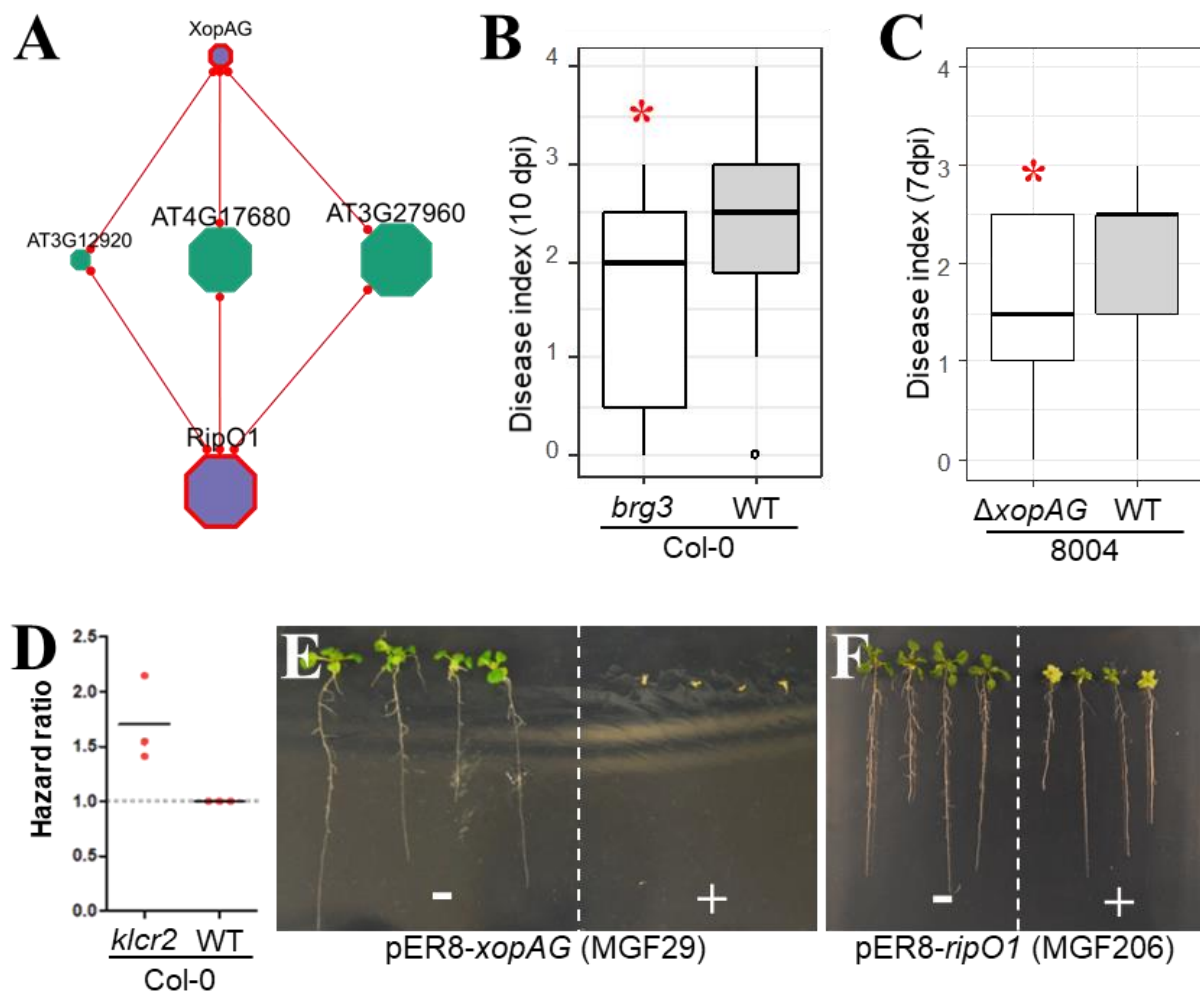 A
XopAG
AT3G12920
AT4G17680
AT3G27960
RipO1
B
Disease index (10 dpi)
4
3
2
1
0
*
brg3 WT
Col-0
C
Disease index (7dpi)
4
3
2
1
0
*
ΔxopAG WT
8004
D
Hazard ratio
2.5
2.0
1.5
1.0
0.5
0.0
klcr2 WT
Col-0
E
- +
pER8-xopAG (MGF29)
F
- +
pER8-ripO1 (MGF206)